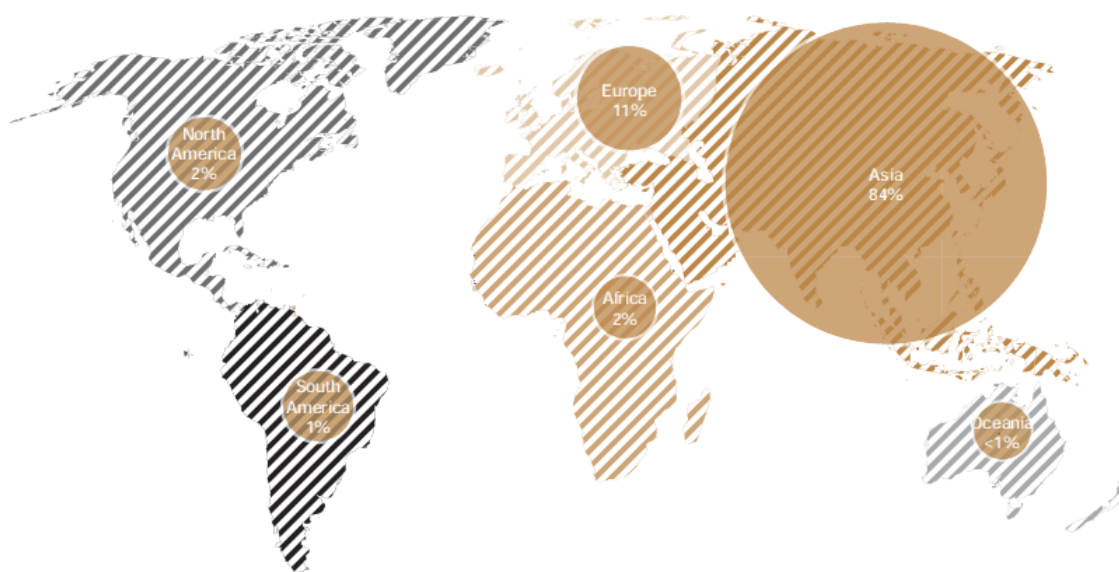 Europe
11%
North
America
2%
Asia
84%
Africa
2%
South
America
1%
Oceania
<1%